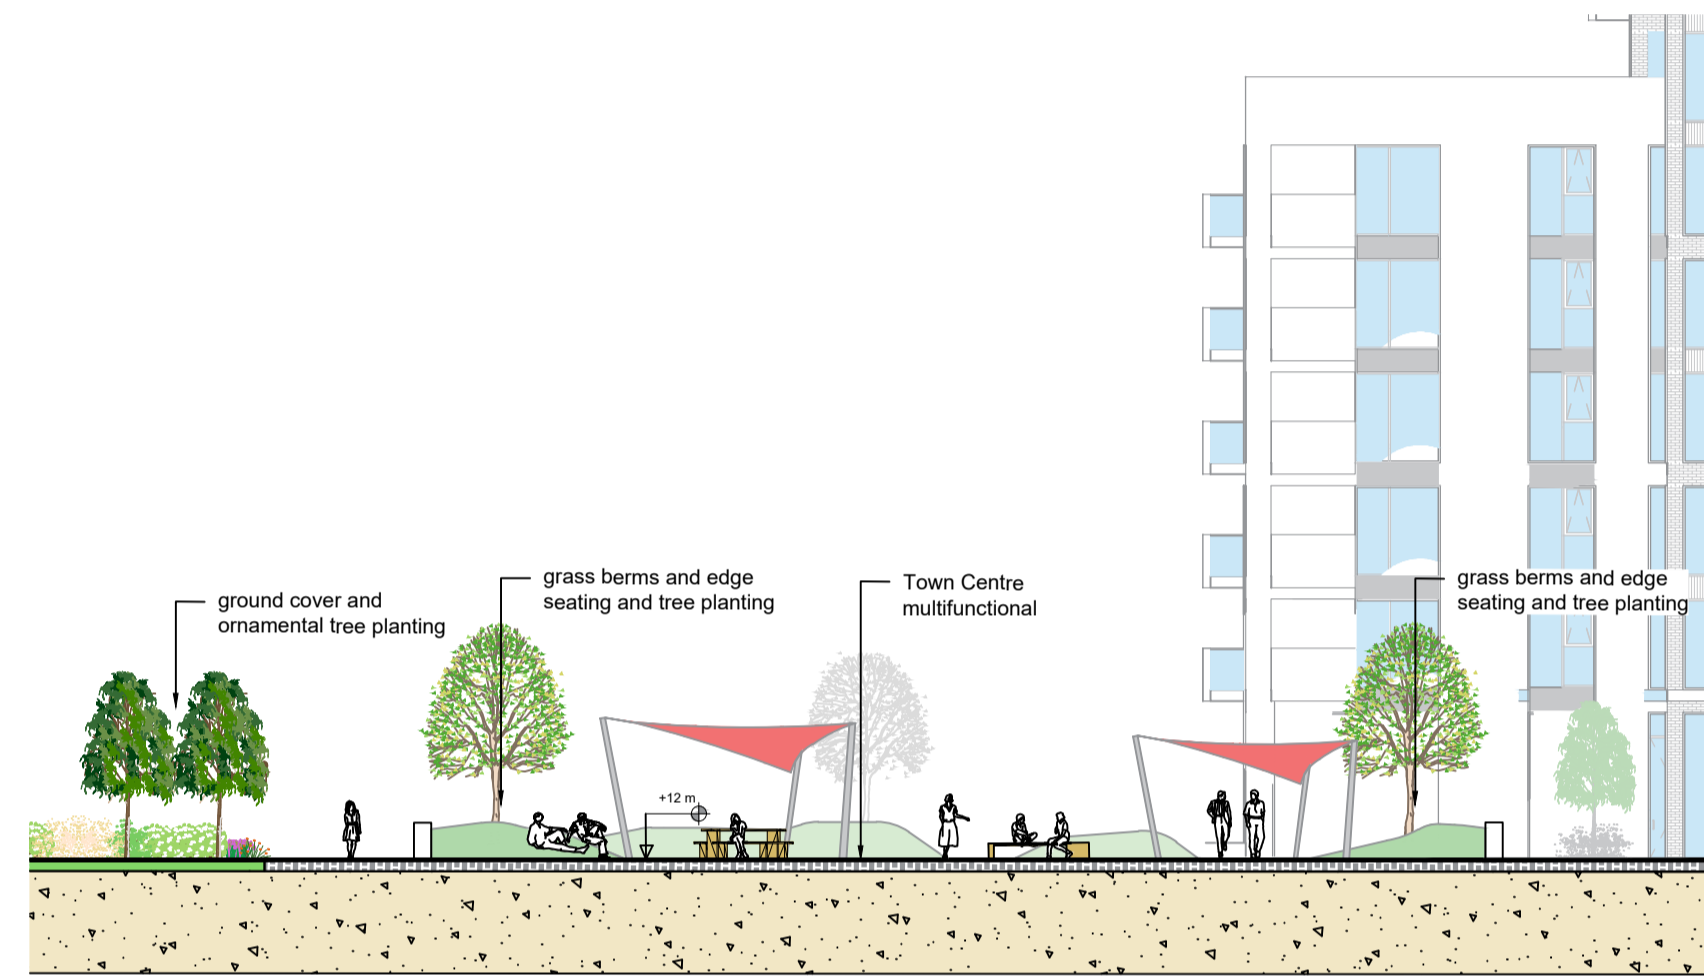 ground cover and
ornamental tree planting
grass berms and edge
seating and tree planting
Town Centre
multifunctional
grass berms and edge
seating and tree planting
+12 m